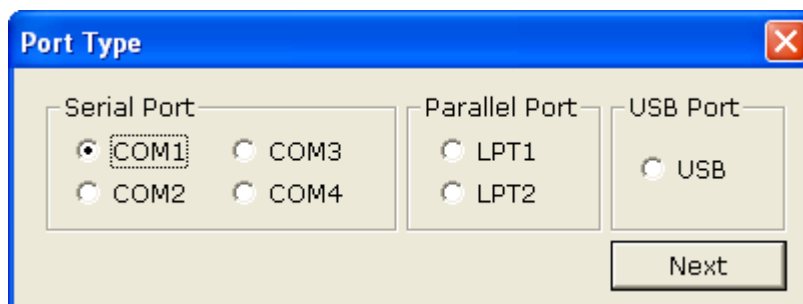 Port Type
Serial Port
COM1 COM3
COM2 COM4
Parallel Port
LPT1
LPT2
USB Port
USB
Next